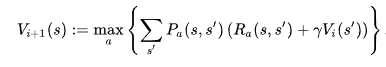 V_{i+1}(s) := \max_a \left\{ \sum_{s'} P_a(s, s') \left( R_a(s, s') + \gamma V_i(s') \right) \right\},